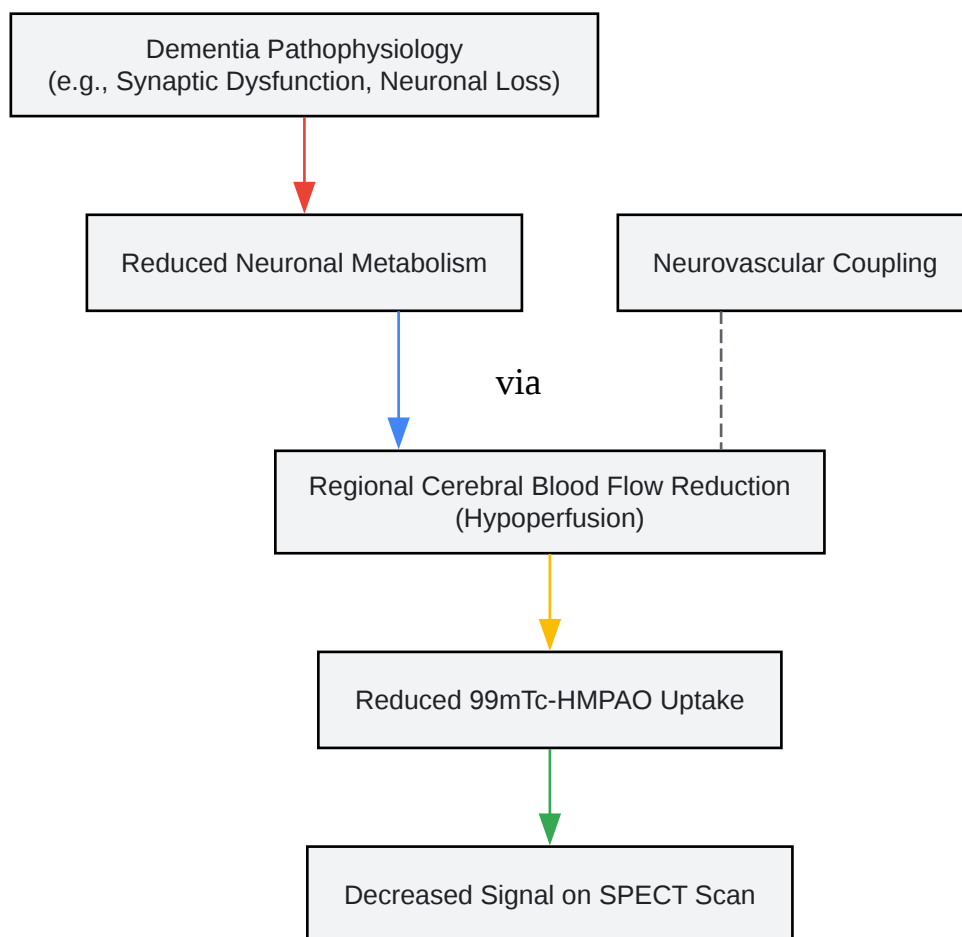 Dementia Pathophysiology
(e.g., Synaptic Dysfunction, Neuronal Loss)
Reduced Neuronal Metabolism
Neurovascular Coupling
via
Regional Cerebral Blood Flow Reduction
(Hypoperfusion)
Reduced 99mTc-HMPAO Uptake
Decreased Signal on SPECT Scan